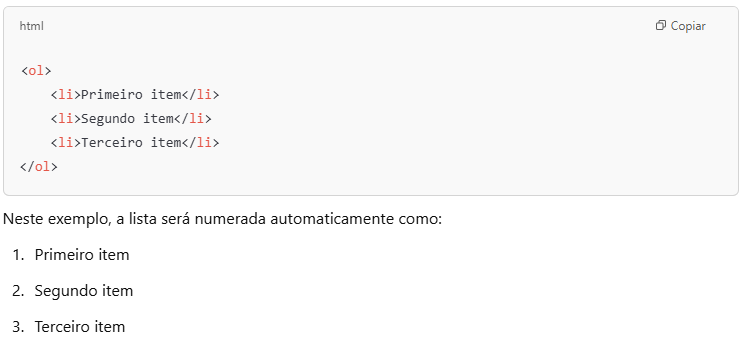 html
Copiar
<ol>
    <li>Primeiro item</li>
    <li>Segundo item</li>
    <li>Terceiro item</li>
</ol>
Neste exemplo, a lista será numerada automaticamente como:
1. Primeiro item
2. Segundo item
3. Terceiro item